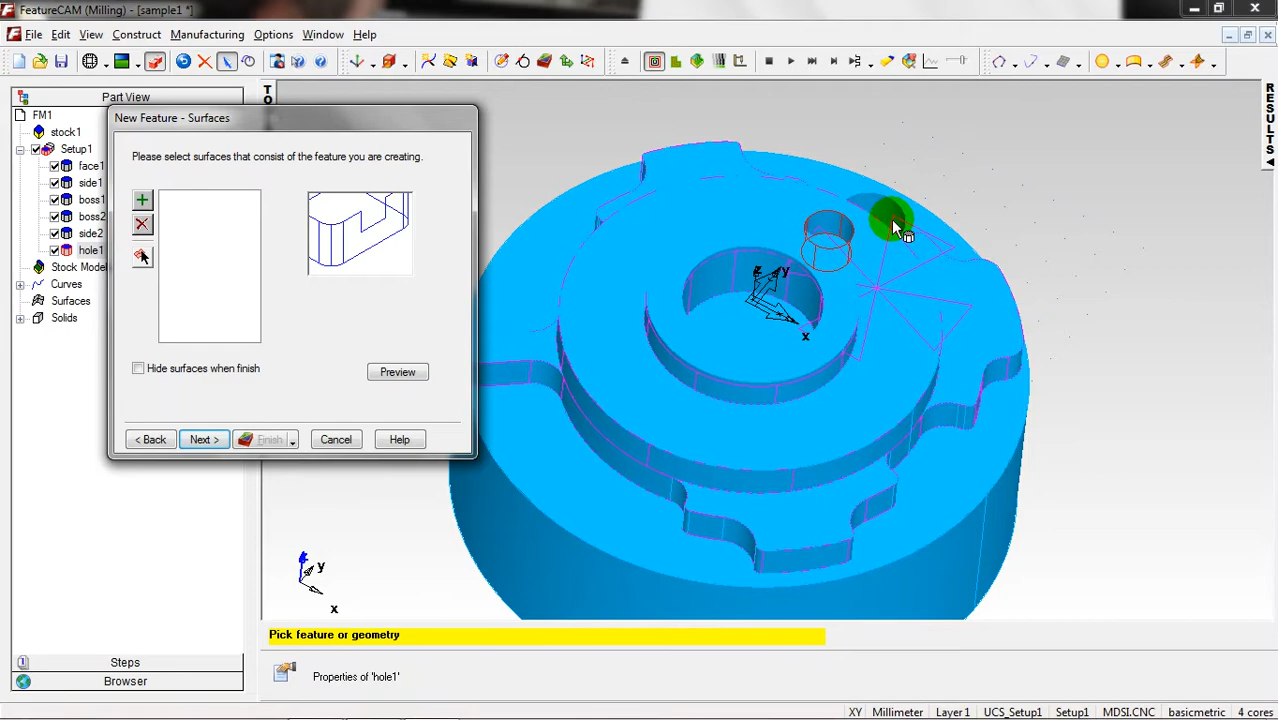 FeatureCAM (Milling) - [sample1 *]
File Edit View Construct Manufacturing Options Window Help
Part View
FM1
stock1
Setup1
face1
side1
boss1
boss2
side2
hole1
Stock Model
Curves
Surfaces
Solids
New Feature - Surfaces
Please select surfaces that consist of the feature you are creating.
Hide surfaces when finish
Preview
< Back Next > Finish Cancel Help
T O
RESULTS
z y
x
y
x
Pick feature or geometry
Steps
Browser
Properties of 'hole1'
XY Millimeter Layer 1 UCS_Setup1 Setup1 MDSI.CNC basicmetric 4 cores